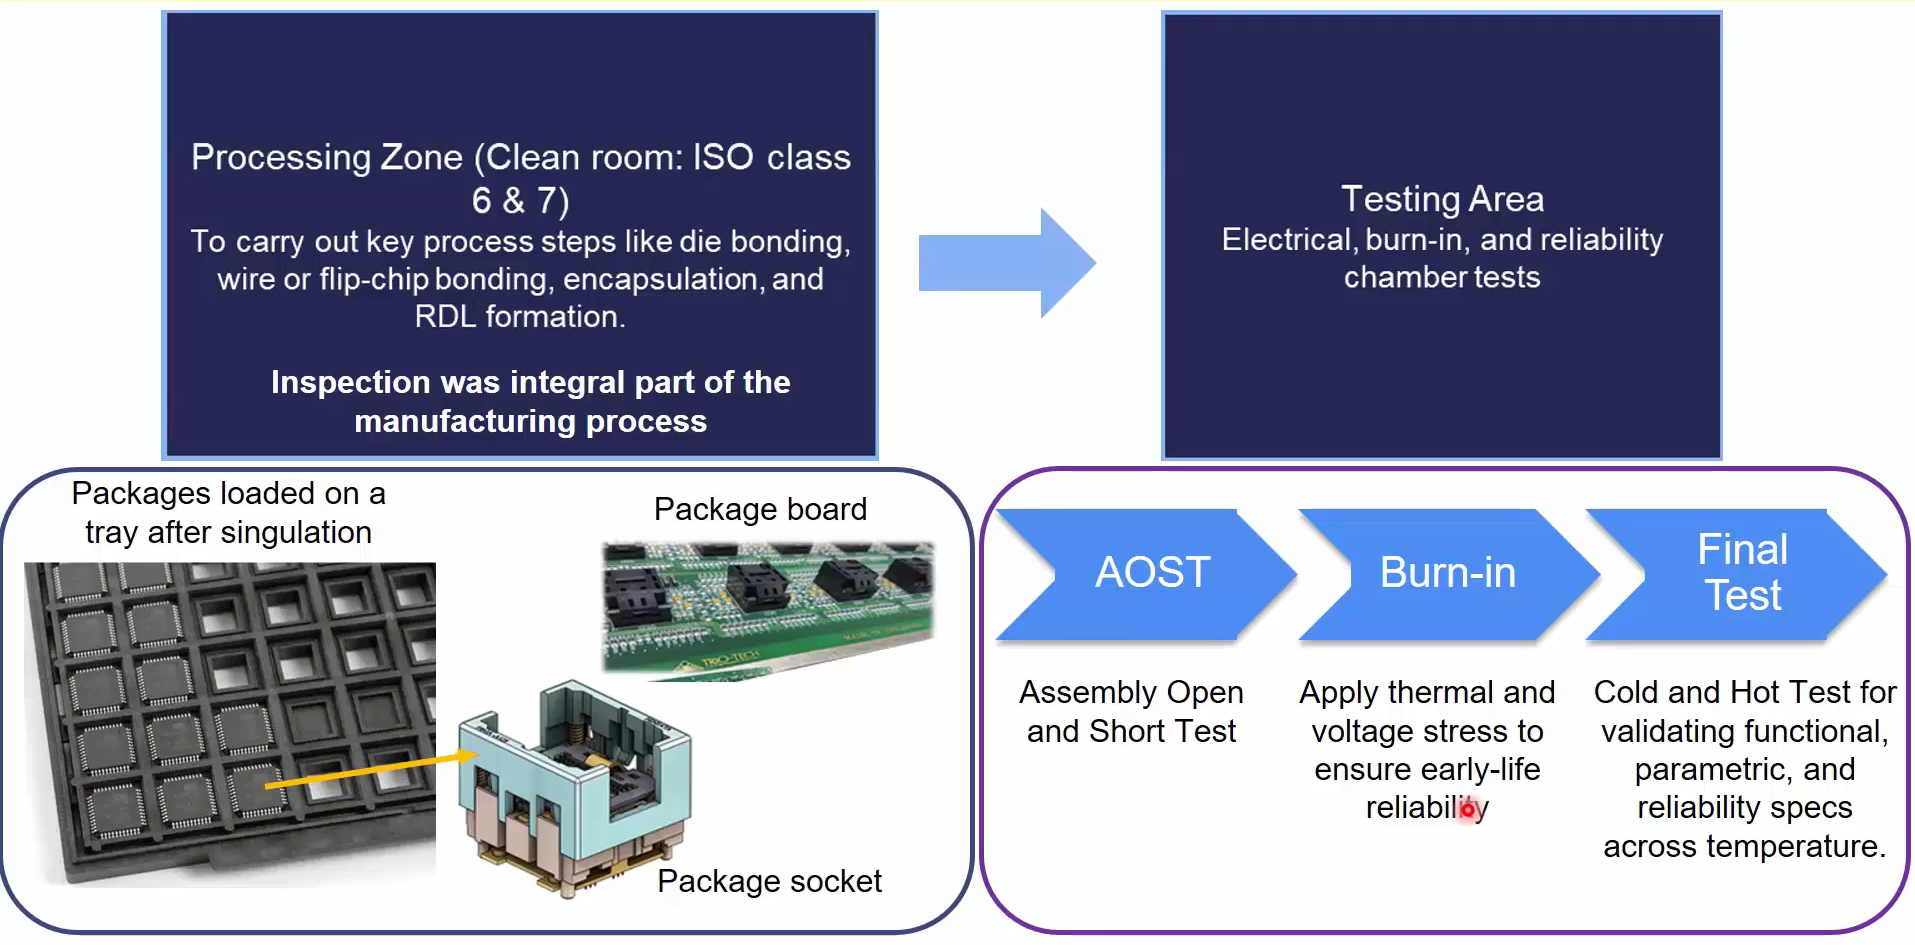 Processing Zone (Clean room: ISO class
6 & 7)
To carry out key process steps like die bonding,
wire or flip-chip bonding, encapsulation, and
RDL formation.
Inspection was integral part of the
manufacturing process
Testing Area
Electrical, burn-in, and reliability
chamber tests
Packages loaded on a
tray after singulation
Package board
TRIO-TECH
Package socket
AOST
Assembly Open
and Short Test
Burn-in
Apply thermal and
voltage stress to
ensure early-life
reliability
Final
Test
Cold and Hot Test for
validating functional,
parametric, and
reliability specs
across temperature.